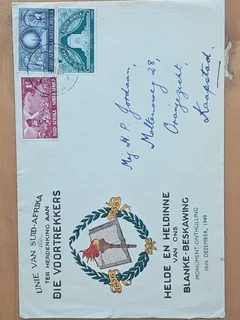 Mej. H. P. Jordaan,
Moltenoweg 28,
Oranjezicht,
Kaapstad.
UNIE VAN SUID-AFRIKA
TER HERDENKING AAN
DIE VOORTREKKERS
HELDE EN HELDINNE
VAN ONS
BLANKE-BESKAWING
MONUMENT-ONTHULLING
16de DESEMBER, 1949